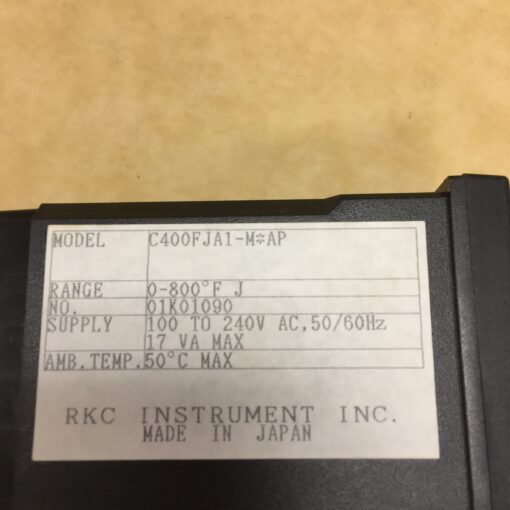 MODEL C400FJA1-M*AP
RANGE 0-800°F J
NO. 01K01090
SUPPLY 100 TO 240V AC,50/60Hz
17 VA MAX
AMB.TEMP. 50°C MAX
RKC INSTRUMENT INC.
MADE IN JAPAN